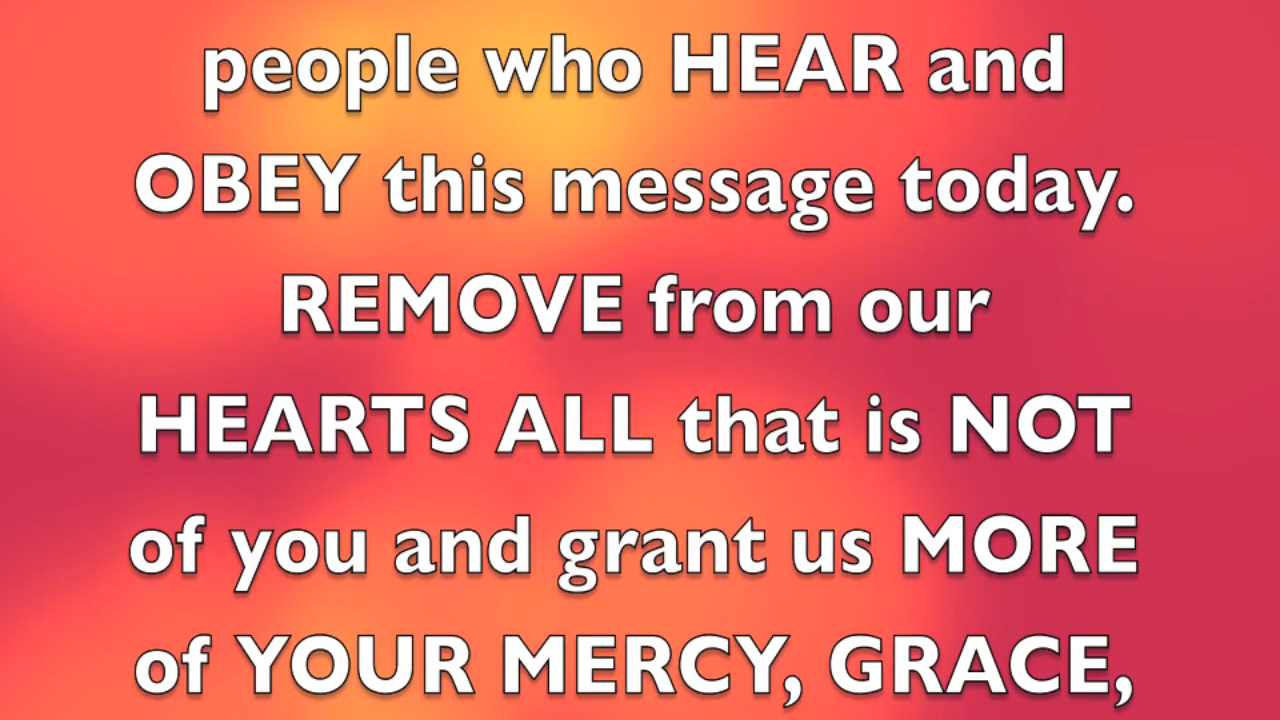 people who HEAR and
OBEY this message today.
REMOVE from our
HEARTS ALL that is NOT
of you and grant us MORE
of YOUR MERCY, GRACE,